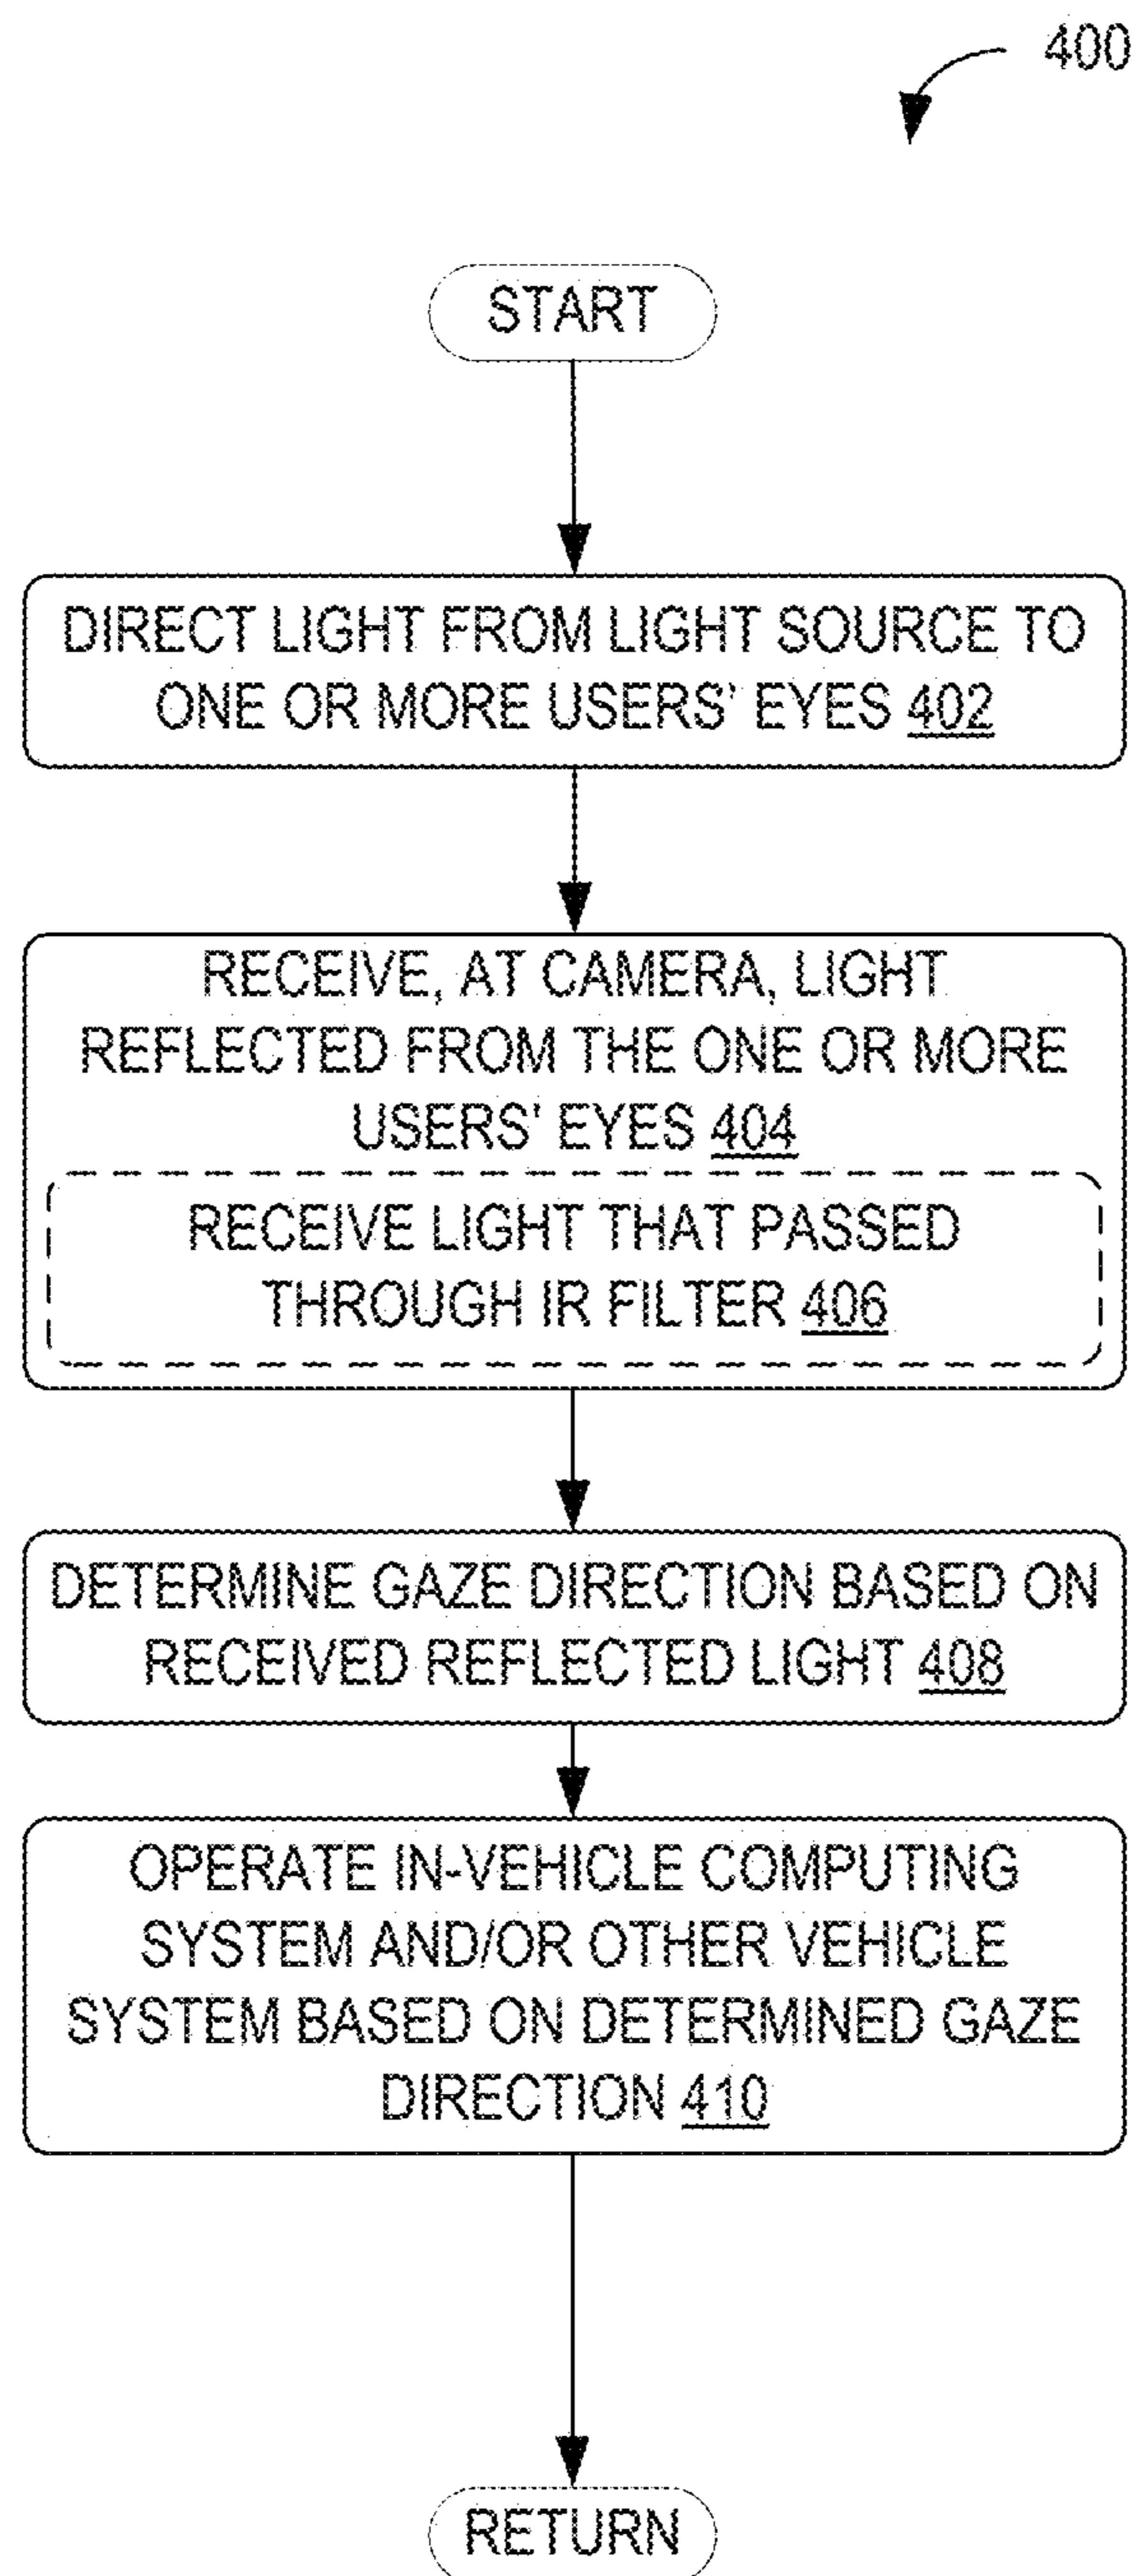 400
START
DIRECT LIGHT FROM LIGHT SOURCE TO
ONE OR MORE USERS' EYES 402
RECEIVE, AT CAMERA, LIGHT
REFLECTED FROM THE ONE OR MORE
USERS' EYES 404
RECEIVE LIGHT THAT PASSED
THROUGH IR FILTER 406
DETERMINE GAZE DIRECTION BASED ON
RECEIVED REFLECTED LIGHT 408
OPERATE IN-VEHICLE COMPUTING
SYSTEM AND/OR OTHER VEHICLE
SYSTEM BASED ON DETERMINED GAZE
DIRECTION 410
RETURN